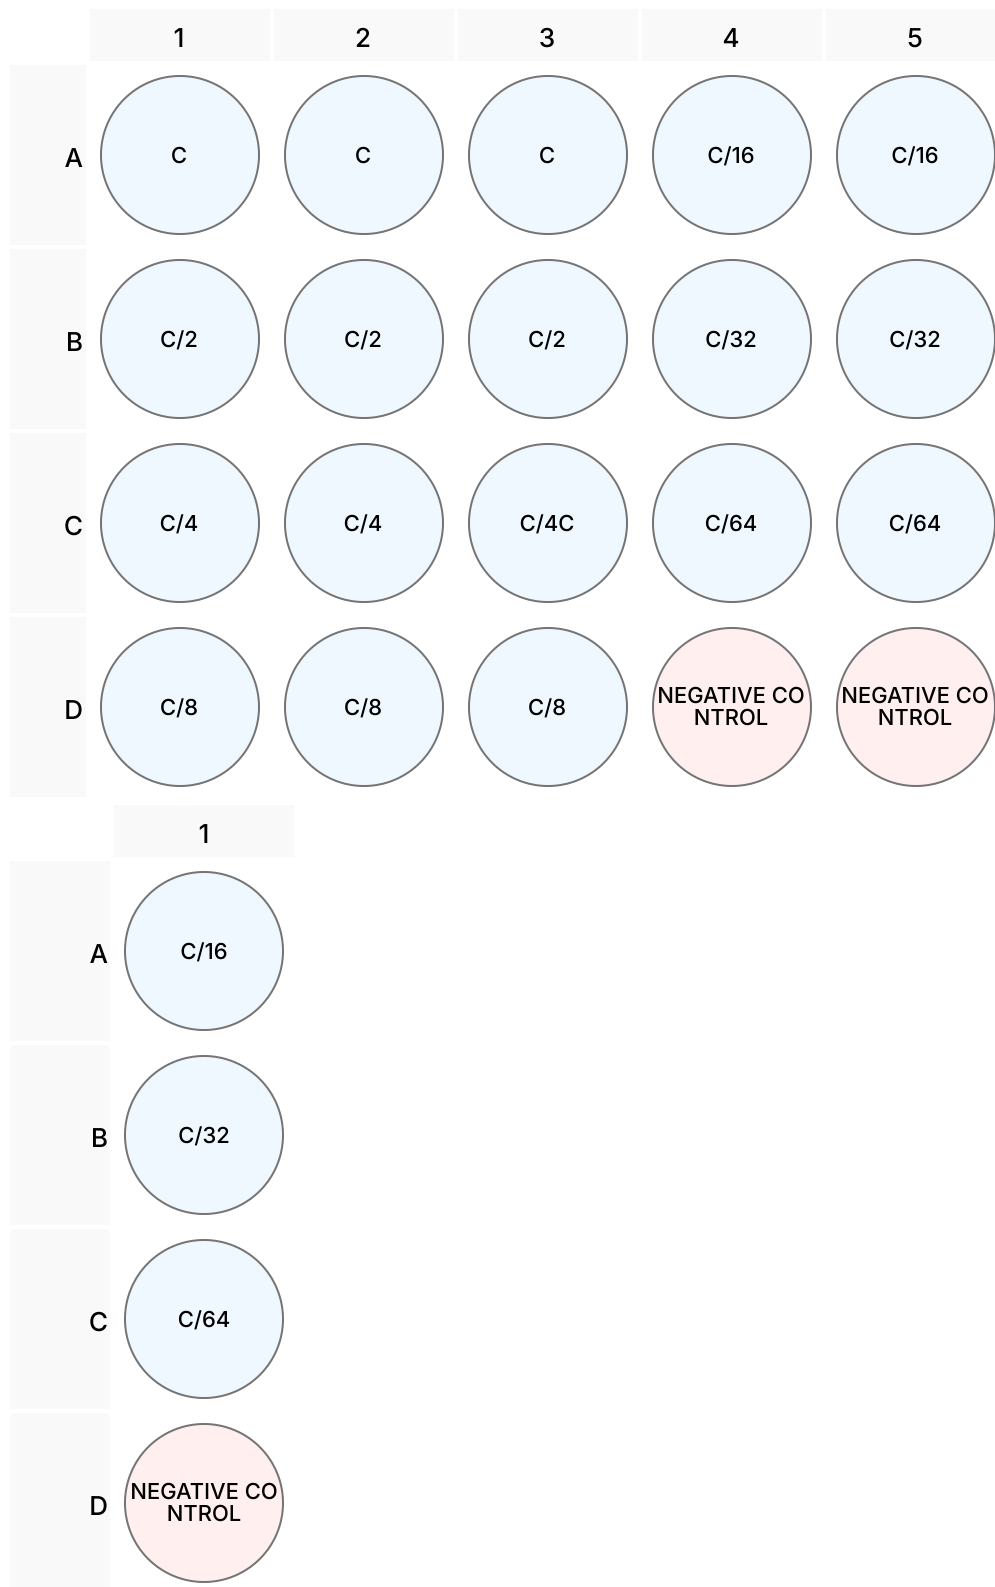 1 2 3 4 5
A C C C C/16 C/16
B C/2 C/2 C/2 C/32 C/32
C C/4 C/4 C/4C C/64 C/64
D C/8 C/8 C/8 NEGATIVE CO NEGATIVE CO
NTROL NTROL
1
A C/16
B C/32
C C/64
D NEGATIVE CO
NTROL